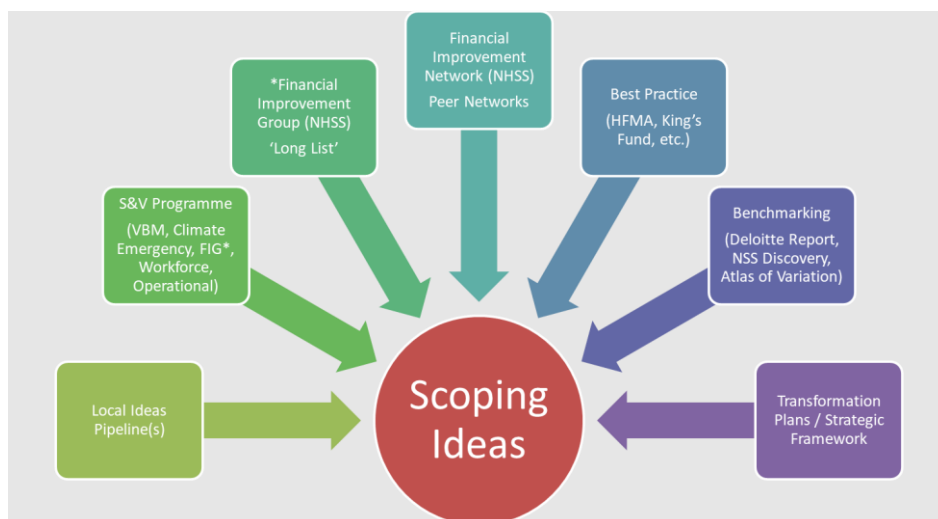 Financial
Improvement
Network (NHSS)
Peer Networks
*Financial
Improvement
Group (NHSS)
‘Long List’
Best Practice
(HFMA, King’s
Fund, etc.)
S&V Programme
(VBM, Climate
Emergency, FIG*,
Workforce,
Operational)
Benchmarking
(Deloitte Report,
NSS Discovery,
Atlas of Variation)
Local Ideas
Pipeline(s)
Scoping
Ideas
Transformation
Plans / Strategic
Framework